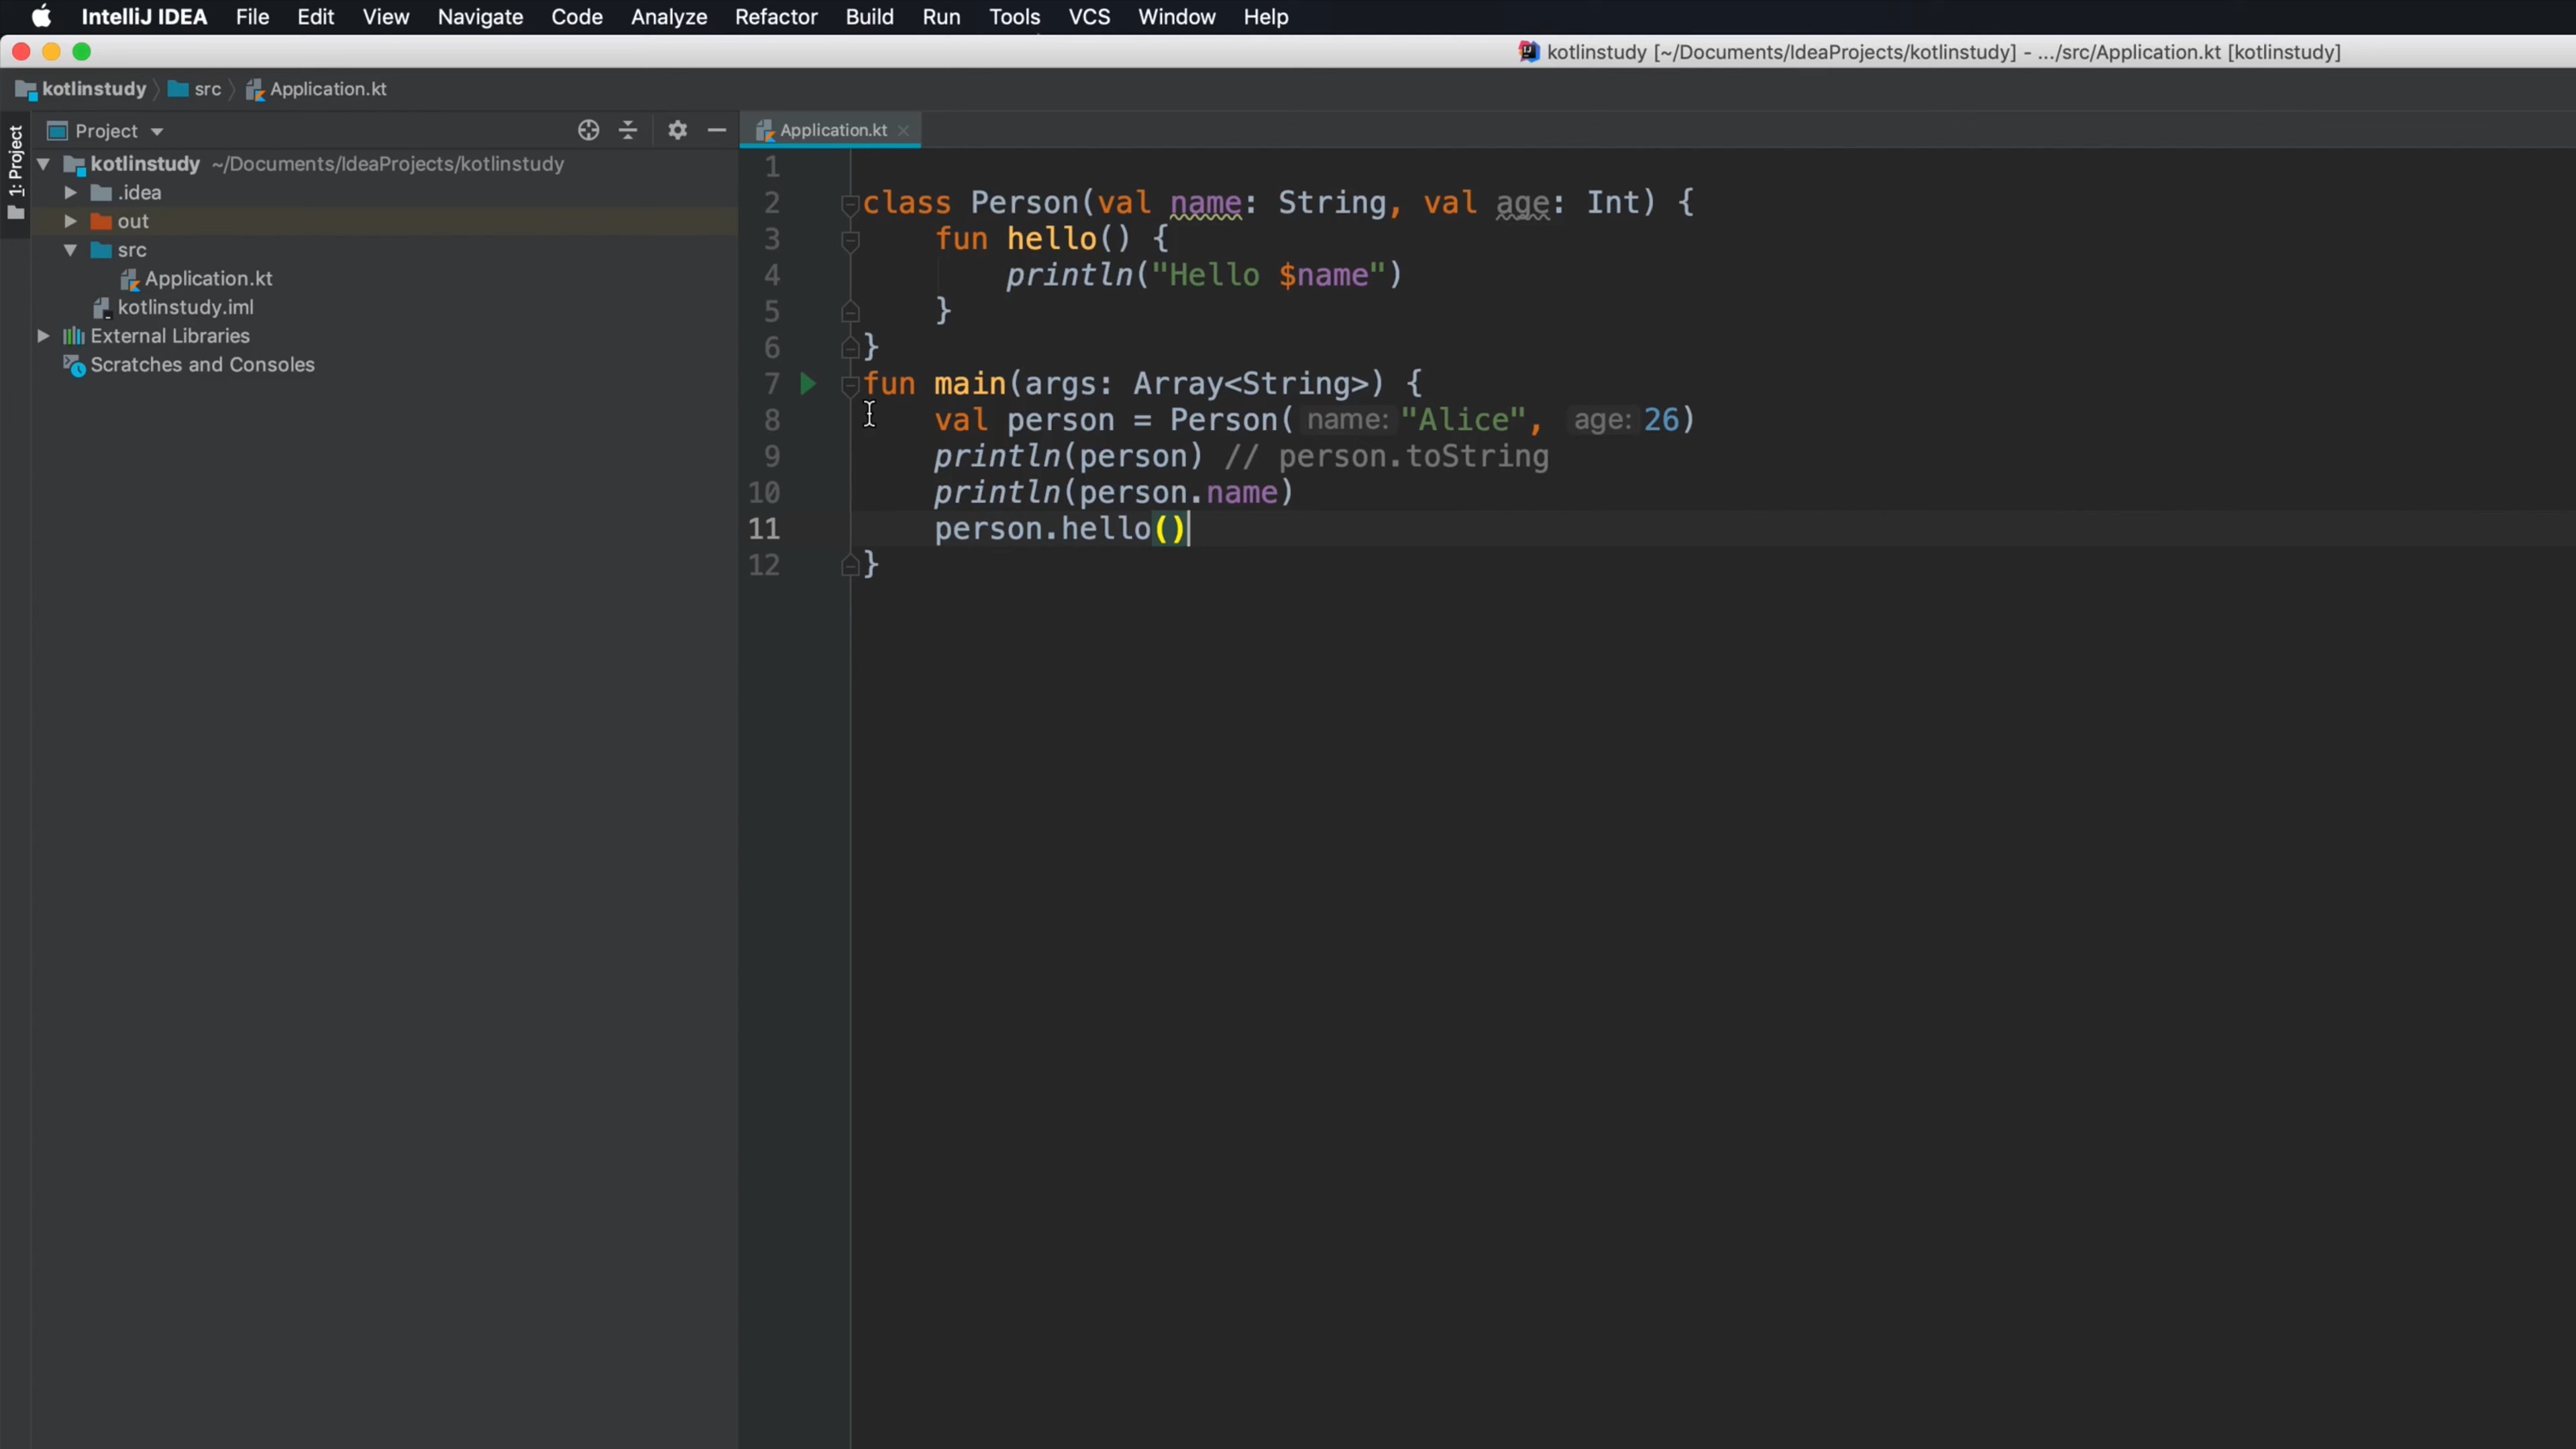 IntelliJ IDEA File Edit View Navigate Code Analyze Refactor Build Run Tools VCS Window Help
kotlinstudy [~/Documents/IdeaProjects/kotlinstudy] - .../src/Application.kt [kotlinstudy]
kotlinstudy src Application.kt
1: Project
Project
kotlinstudy ~/Documents/IdeaProjects/kotlinstudy
.idea
out
src
Application.kt
kotlinstudy.iml
External Libraries
Scratches and Consoles
Application.kt
1
2 class Person(val name: String, val age: Int) {
3 fun hello() {
4 println("Hello $name")
5 }
6 }
7 fun main(args: Array<String>) {
8 val person = Person( name: "Alice", age: 26)
9 println(person) // person.toString
10 println(person.name)
11 person.hello()
12 }